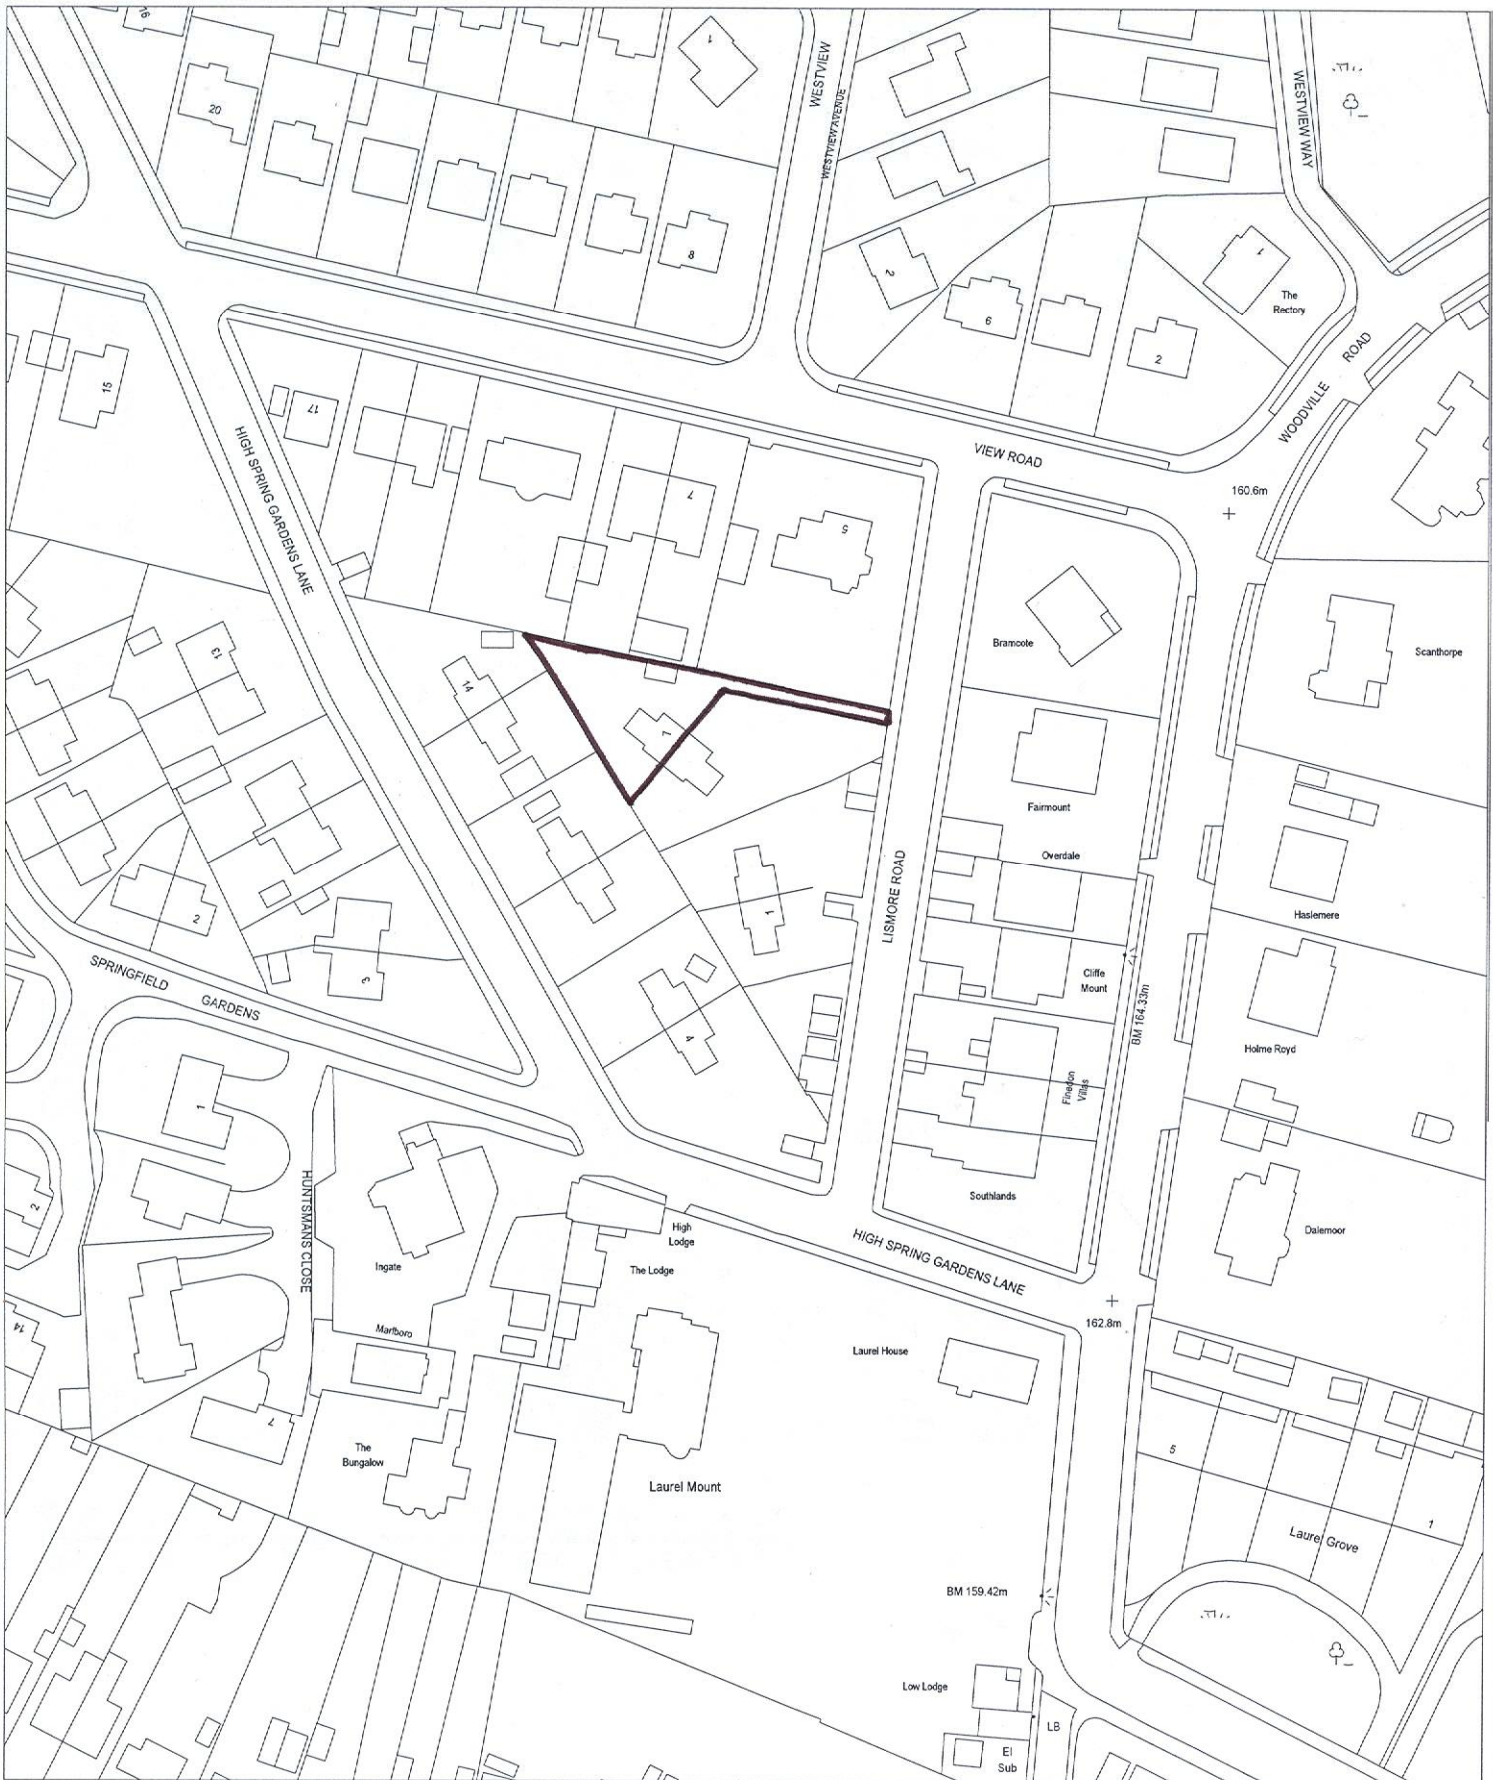 16
1
20
8
WESTVIEW
WESTVIEW AVENUE
WESTVIEW WAY
2
6
2
1
The
Rectory
15
17
HIGH SPRING GARDENS LANE
7
5
VIEW ROAD
WOODVILLE
ROAD
160.6m
Bramcote
Scanthorpe
13
14
7
Fairmount
Overdale
LISMORE ROAD
Haslemere
2
3
1
4
Cliffe
Mount
BM 164.33m
Holme Royd
SPRINGFIELD
GARDENS
1
Finedon
Villas
HUNTSMANS CLOSE
2
Southlands
High
Lodge
The Lodge
Ingate
HIGH SPRING GARDENS LANE
Dalemoor
162.8m
14
Marlboro
Laurel House
7
The
Bungalow
Laurel Mount
5
1
Laurel Grove
BM 159.42m
Low Lodge
LB
El
Sub